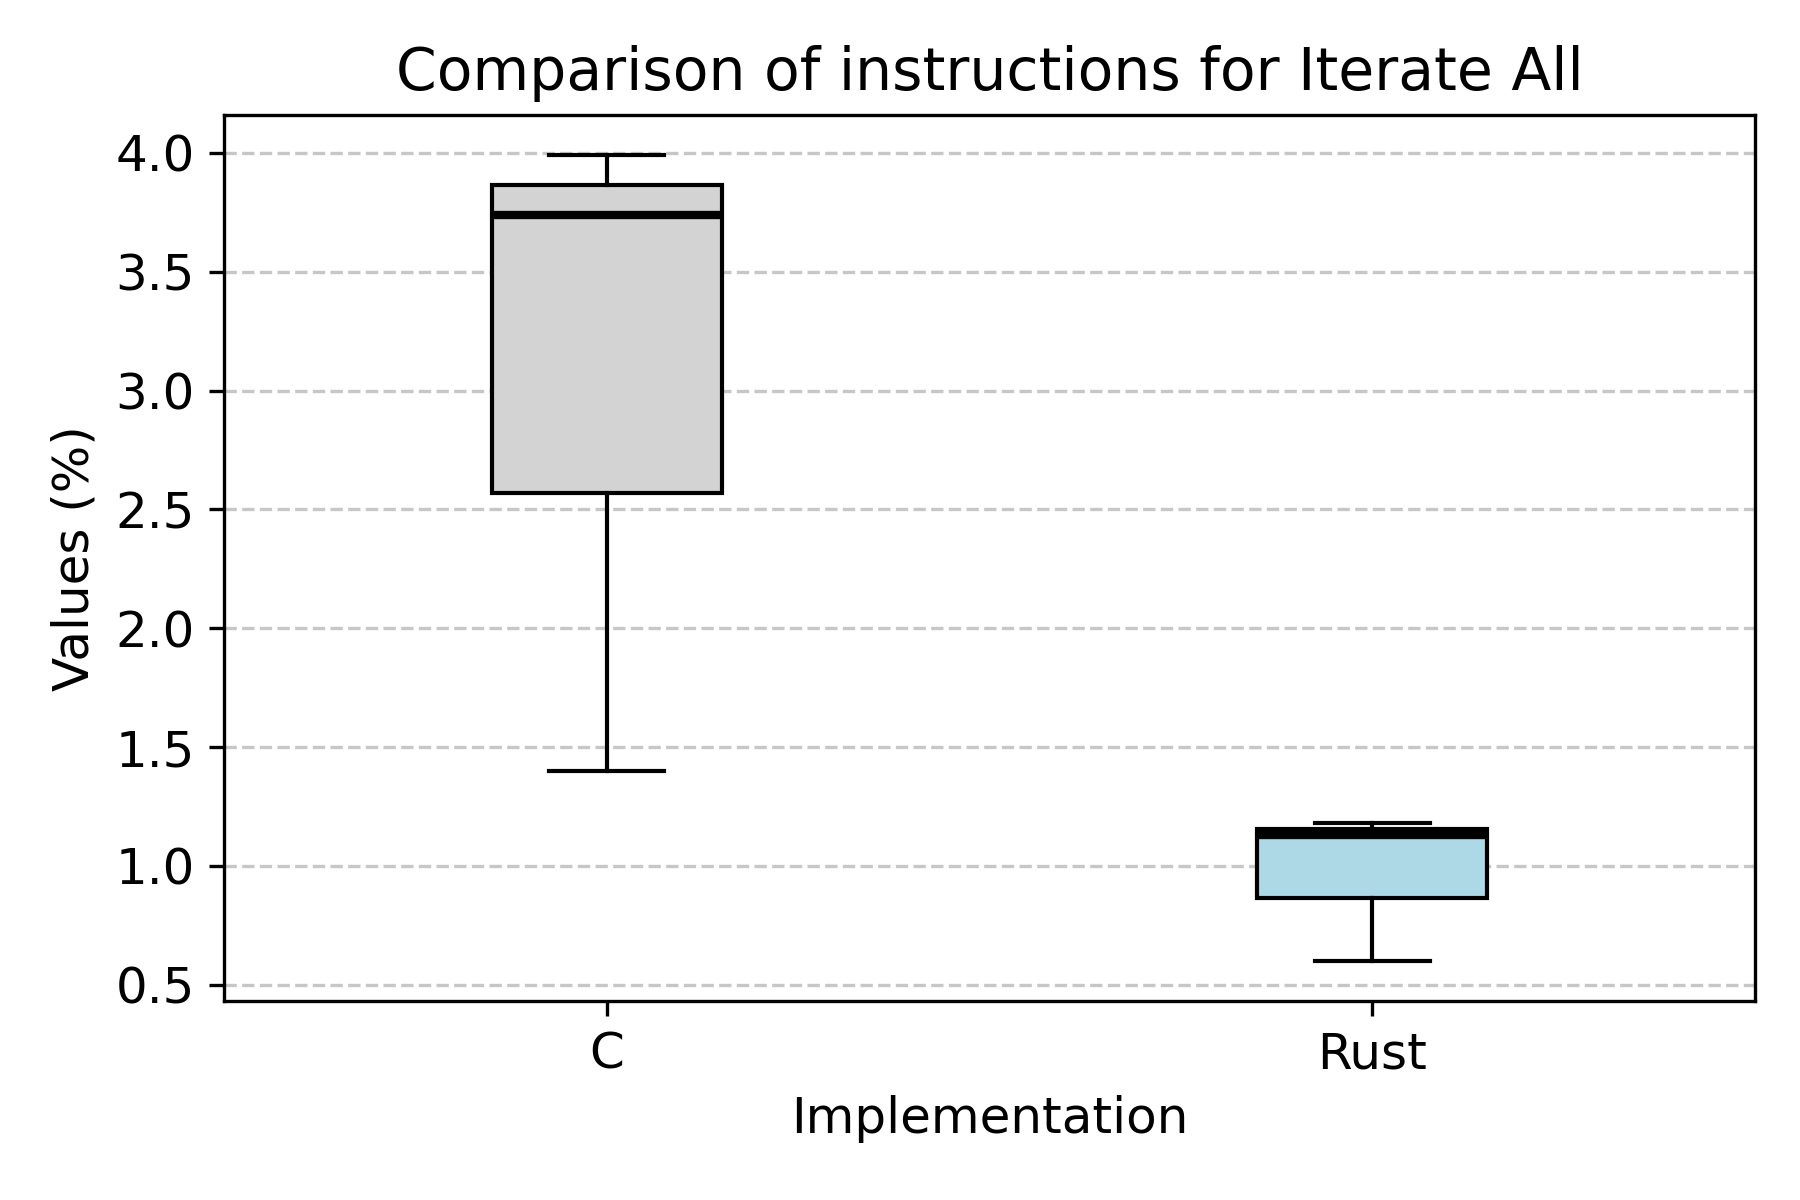 Comparison of instructions for Iterate All
Values (%)
4.0
3.5
3.0
2.5
2.0
1.5
1.0
0.5
C
Rust
Implementation